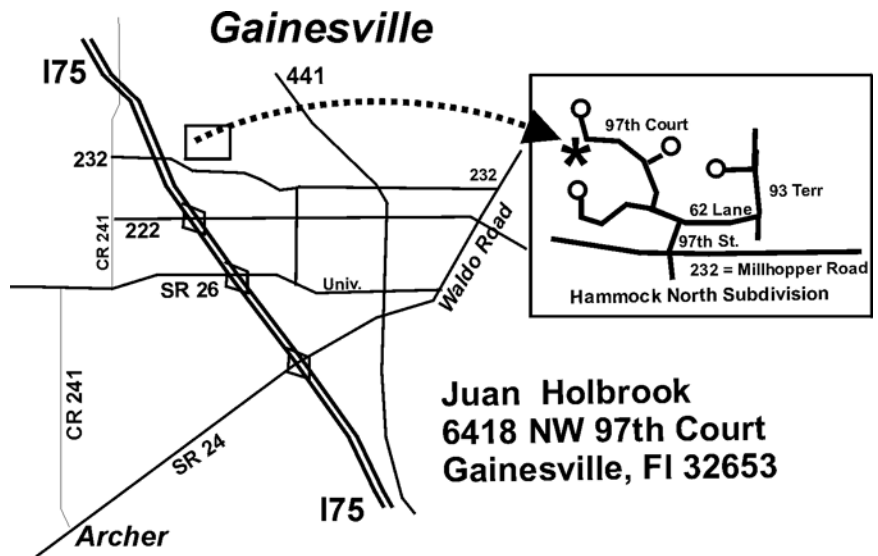 Gainesville
I75
441
232
232
CR 241
222
Waldo Road
SR 26
Univ.
CR 241
SR 24
I75
Archer
97th Court
93 Terr
62 Lane
97th St.
232 = Millhopper Road
Hammock North Subdivision
*
Juan Holbrook
6418 NW 97th Court
Gainesville, Fl 32653